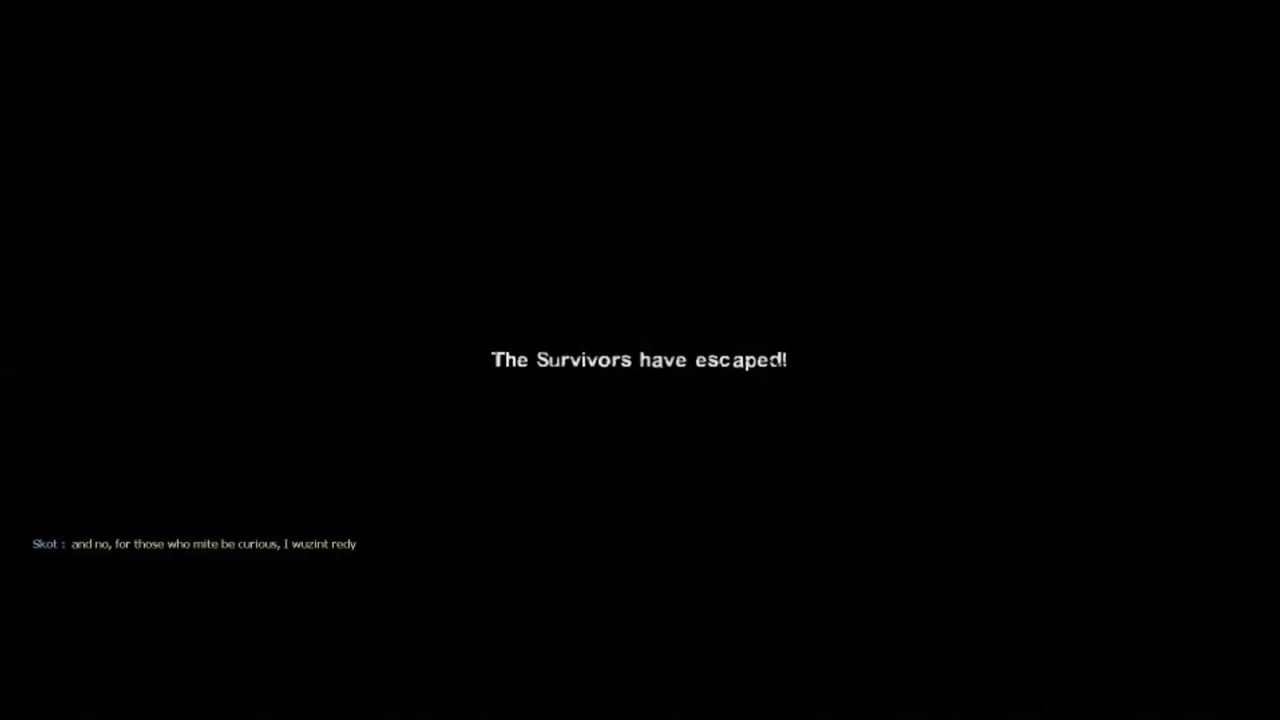 The Survivors have escaped!
Skot : and no, for those who mite be curious, I wuzint redy